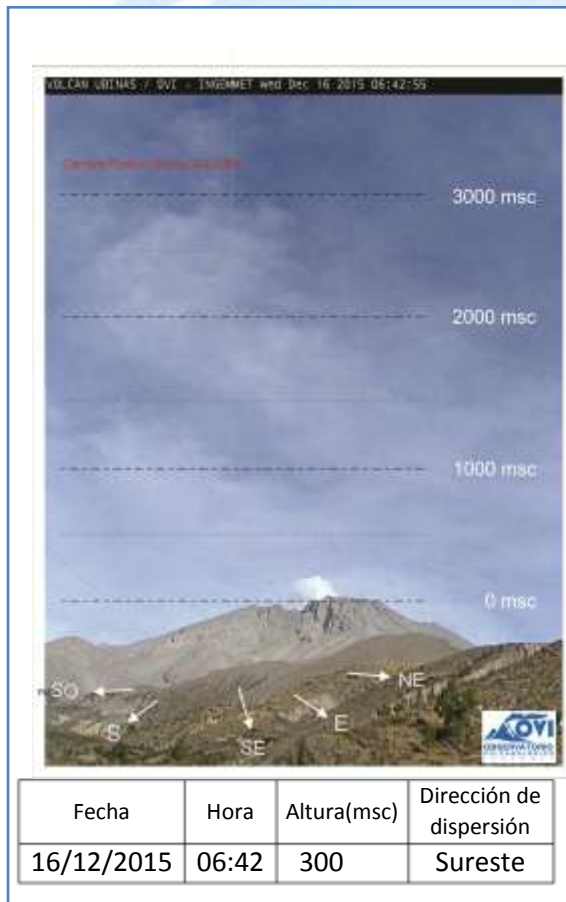 VOLCAN UBINAS / OVI - INGEMMET Wed Dec 16 2015 06:42:55
3000 msc
2000 msc
1000 msc
0 msc
SO
S
SE
E
NE
OVI
OBSERVATORIO
Fecha Hora Altura(msc) Dirección de dispersión
16/12/2015 06:42 300 Sureste